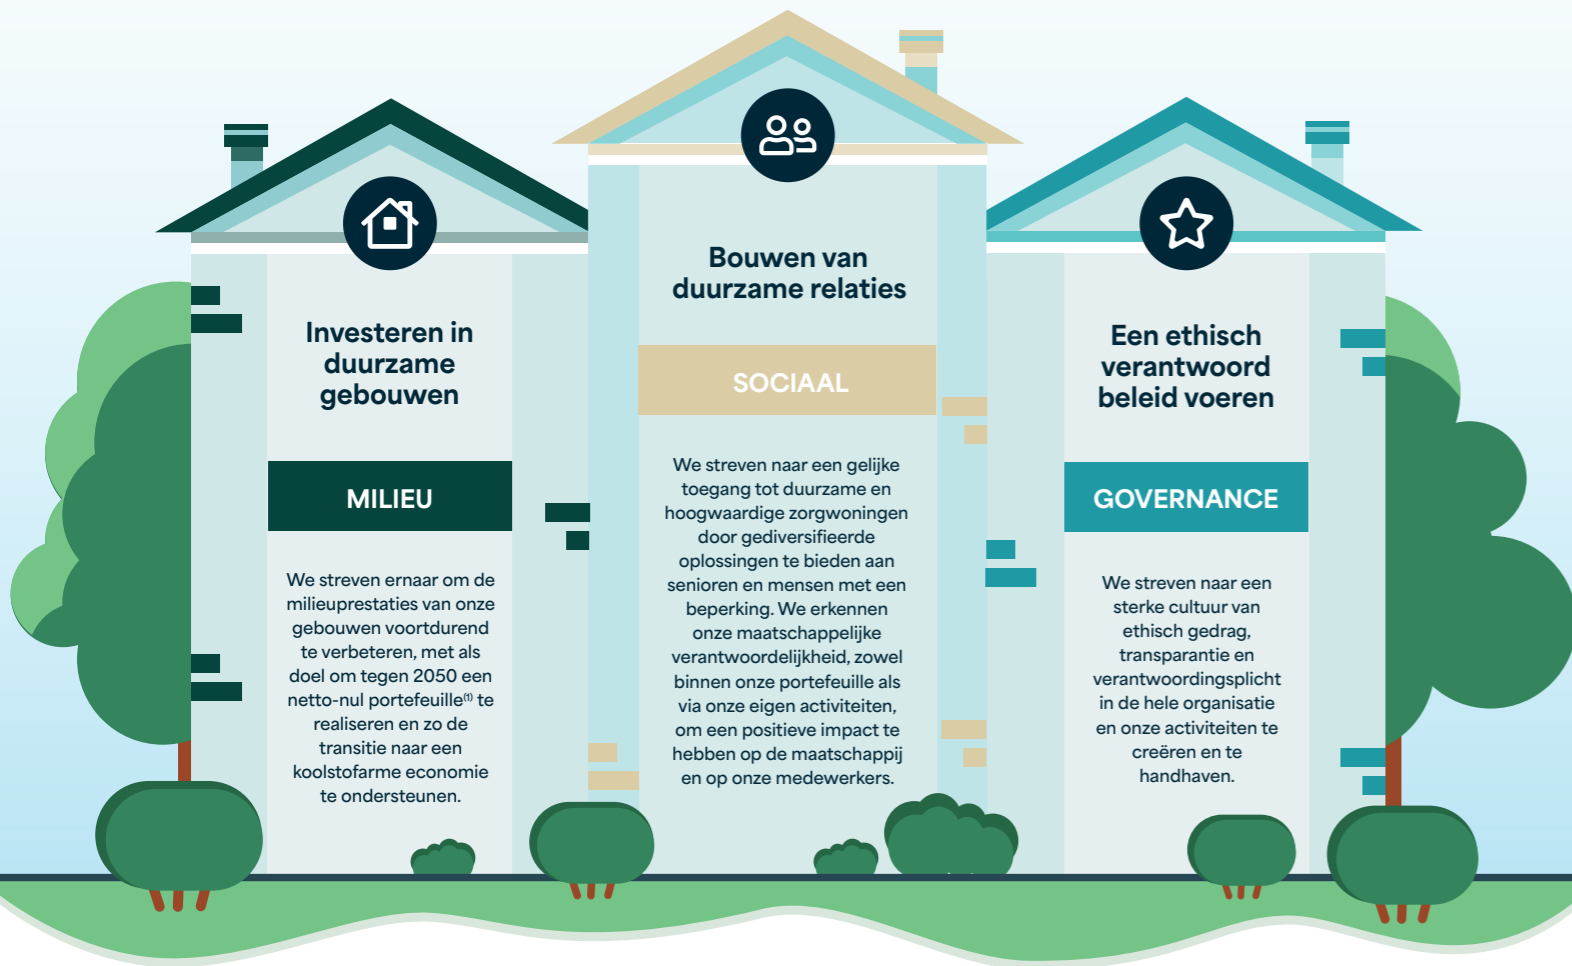 Investeren in
duurzame
gebouwen
MILIEU
We streven ernaar om de
milieuprestaties van onze
gebouwen voortdurend
te verbeteren, met als
doel om tegen 2050 een
netto-nul portefeuille(1) te
realiseren en zo de
transitie naar een
koolstofarme economie
te ondersteunen.
Bouwen van
duurzame relaties
SOCIAAL
We streven naar een gelijke
toegang tot duurzame en
hoogwaardige zorgwoningen
door gediversifieerde
oplossingen te bieden aan
senioren en mensen met een
beperking. We erkennen
onze maatschappelijke
verantwoordelijkheid, zowel
binnen onze portefeuille als
via onze eigen activiteiten,
om een positieve impact te
hebben op de maatschappij
en op onze medewerkers.
Een ethisch
verantwoord
beleid voeren
GOVERNANCE
We streven naar een
sterke cultuur van
ethisch gedrag,
transparantie en
verantwoordingsplicht
in de hele organisatie
en onze activiteiten te
creëren en te
handhaven.